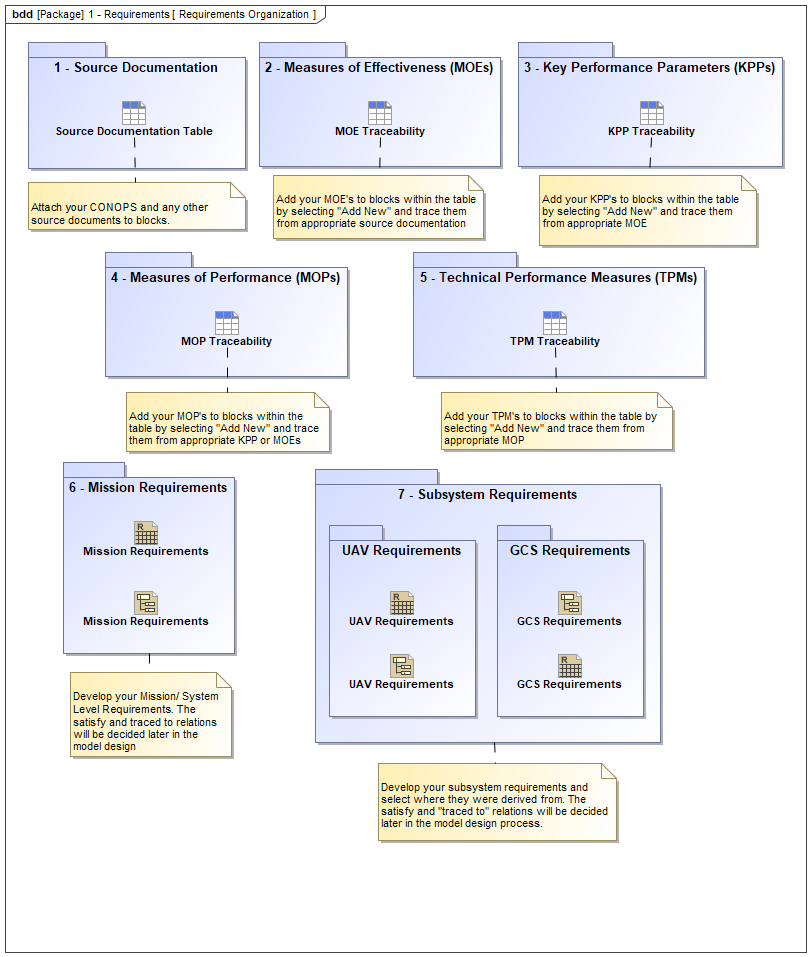 bdd [Package] 1 - Requirements [ Requirements Organization ]
1 - Source Documentation
Source Documentation Table
Attach your CONOPS and any other
source documents to blocks.
2 - Measures of Effectiveness (MOEs)
MOE Traceability
Add your MOE's to blocks within the table
by selecting "Add New" and trace them
from appropriate source documentation
3 - Key Performance Parameters (KPPs)
KPP Traceability
Add your KPP's to blocks within the table
by selecting "Add New" and trace them
from appropriate MOE
4 - Measures of Performance (MOPs)
MOP Traceability
Add your MOP's to blocks within the
table by selecting "Add New" and trace
them from appropriate KPP or MOEs
5 - Technical Performance Measures (TPMs)
TPM Traceability
Add your TPM's to blocks within the table by
selecting "Add New" and trace them from
appropriate MOP
6 - Mission Requirements
R
Mission Requirements
Mission Requirements
Develop your Mission/ System
Level Requirements. The
satisfy and traced to relations
will be decided later in the
model design
7 - Subsystem Requirements
UAV Requirements
R
UAV Requirements
UAV Requirements
GCS Requirements
GCS Requirements
R
GCS Requirements
Develop your subsystem requirements and
select where they were derived from. The
satisfy and "traced to" relations will be decided
later in the model design process.